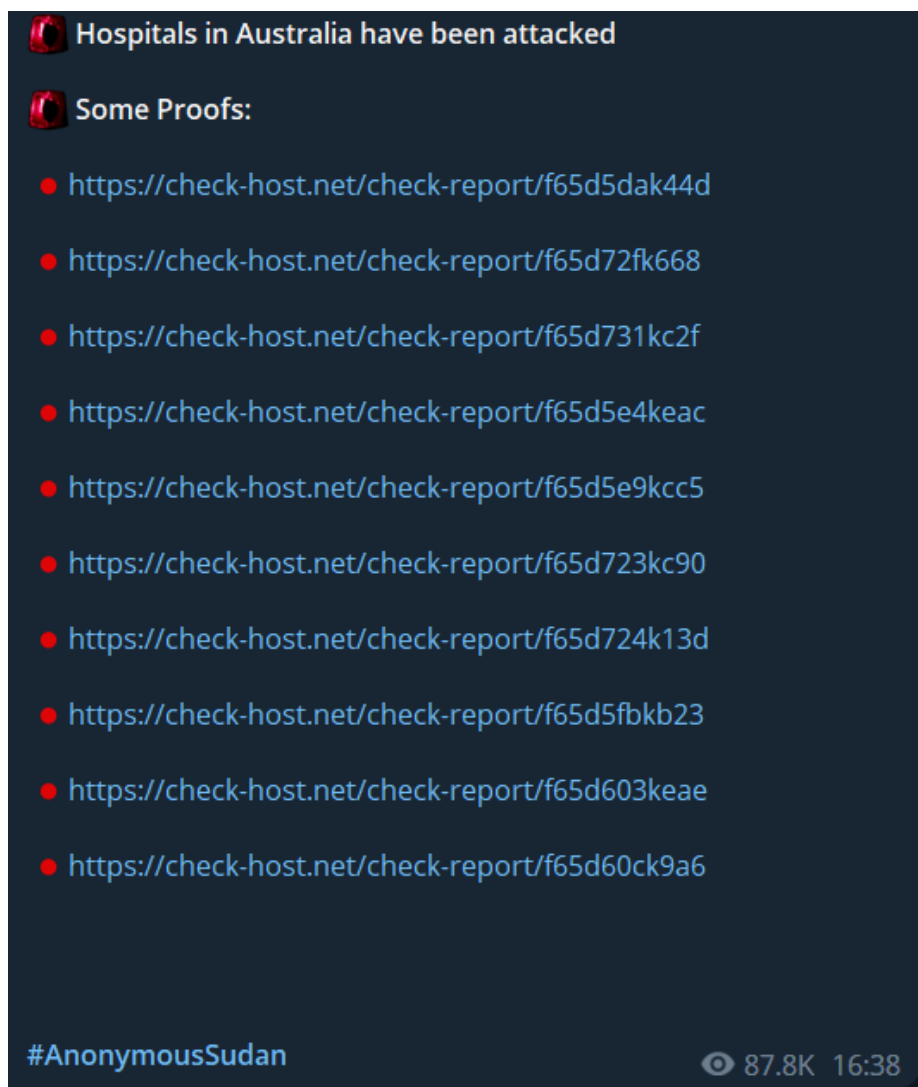 Hospitals in Australia have been attacked
Some Proofs:
https://check-host.net/check-report/f65d5dak44d
https://check-host.net/check-report/f65d72fk668
https://check-host.net/check-report/f65d731kc2f
https://check-host.net/check-report/f65d5e4keac
https://check-host.net/check-report/f65d5e9kcc5
https://check-host.net/check-report/f65d723kc90
https://check-host.net/check-report/f65d724k13d
https://check-host.net/check-report/f65d5fbkb23
https://check-host.net/check-report/f65d603keae
https://check-host.net/check-report/f65d60ck9a6
#AnonymousSudan
87.8K 16:38